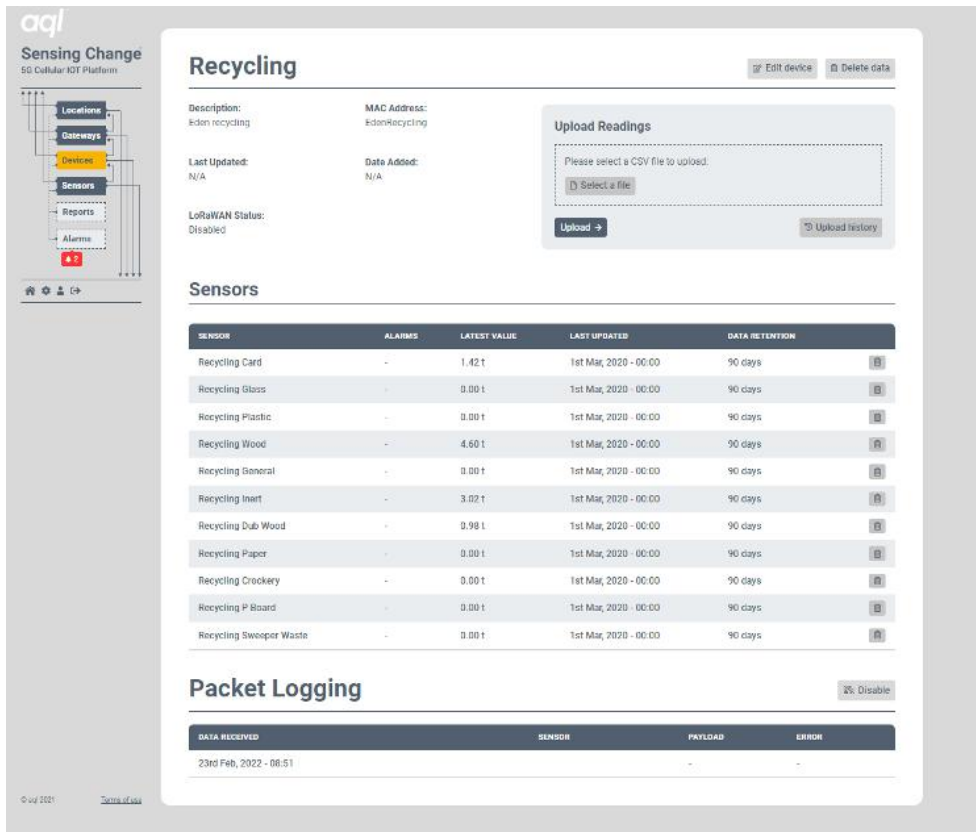 aql
Sensing Change
5G Cellular IOT Platform
Locations
Gateways
Devices
Sensors
Reports
Alarms
2
Recycling
Edit device
Delete data
Description:
Eden recycling
MAC Address:
EdenRecycling
Last Updated:
N/A
Date Added:
N/A
LoRaWAN Status:
Disabled
Upload Readings
Please select a CSV file to upload.
Select a file
Upload →
Upload history
Sensors
SENSOR ALARMS LATEST VALUE LAST UPDATED DATA RETENTION
Recycling Card - 1.42 t 1st Mar, 2020 - 00:00 90 days
Recycling Glass - 0.00 t 1st Mar, 2020 - 00:00 90 days
Recycling Plastic - 0.00 t 1st Mar, 2020 - 00:00 90 days
Recycling Wood - 4.60 t 1st Mar, 2020 - 00:00 90 days
Recycling General - 0.00 t 1st Mar, 2020 - 00:00 90 days
Recycling Inert - 3.02 t 1st Mar, 2020 - 00:00 90 days
Recycling Dub Wood - 0.98 t 1st Mar, 2020 - 00:00 90 days
Recycling Paper - 0.00 t 1st Mar, 2020 - 00:00 90 days
Recycling Crockery - 0.00 t 1st Mar, 2020 - 00:00 90 days
Recycling P Board - 0.00 t 1st Mar, 2020 - 00:00 90 days
Recycling Sweeper Waste - 0.00 t 1st Mar, 2020 - 00:00 90 days
Packet Logging
Disable
DATA RECEIVED SENSOR PAYLOAD ERROR
23rd Feb, 2022 - 08:51 - -
© aql 2021 Terms of use